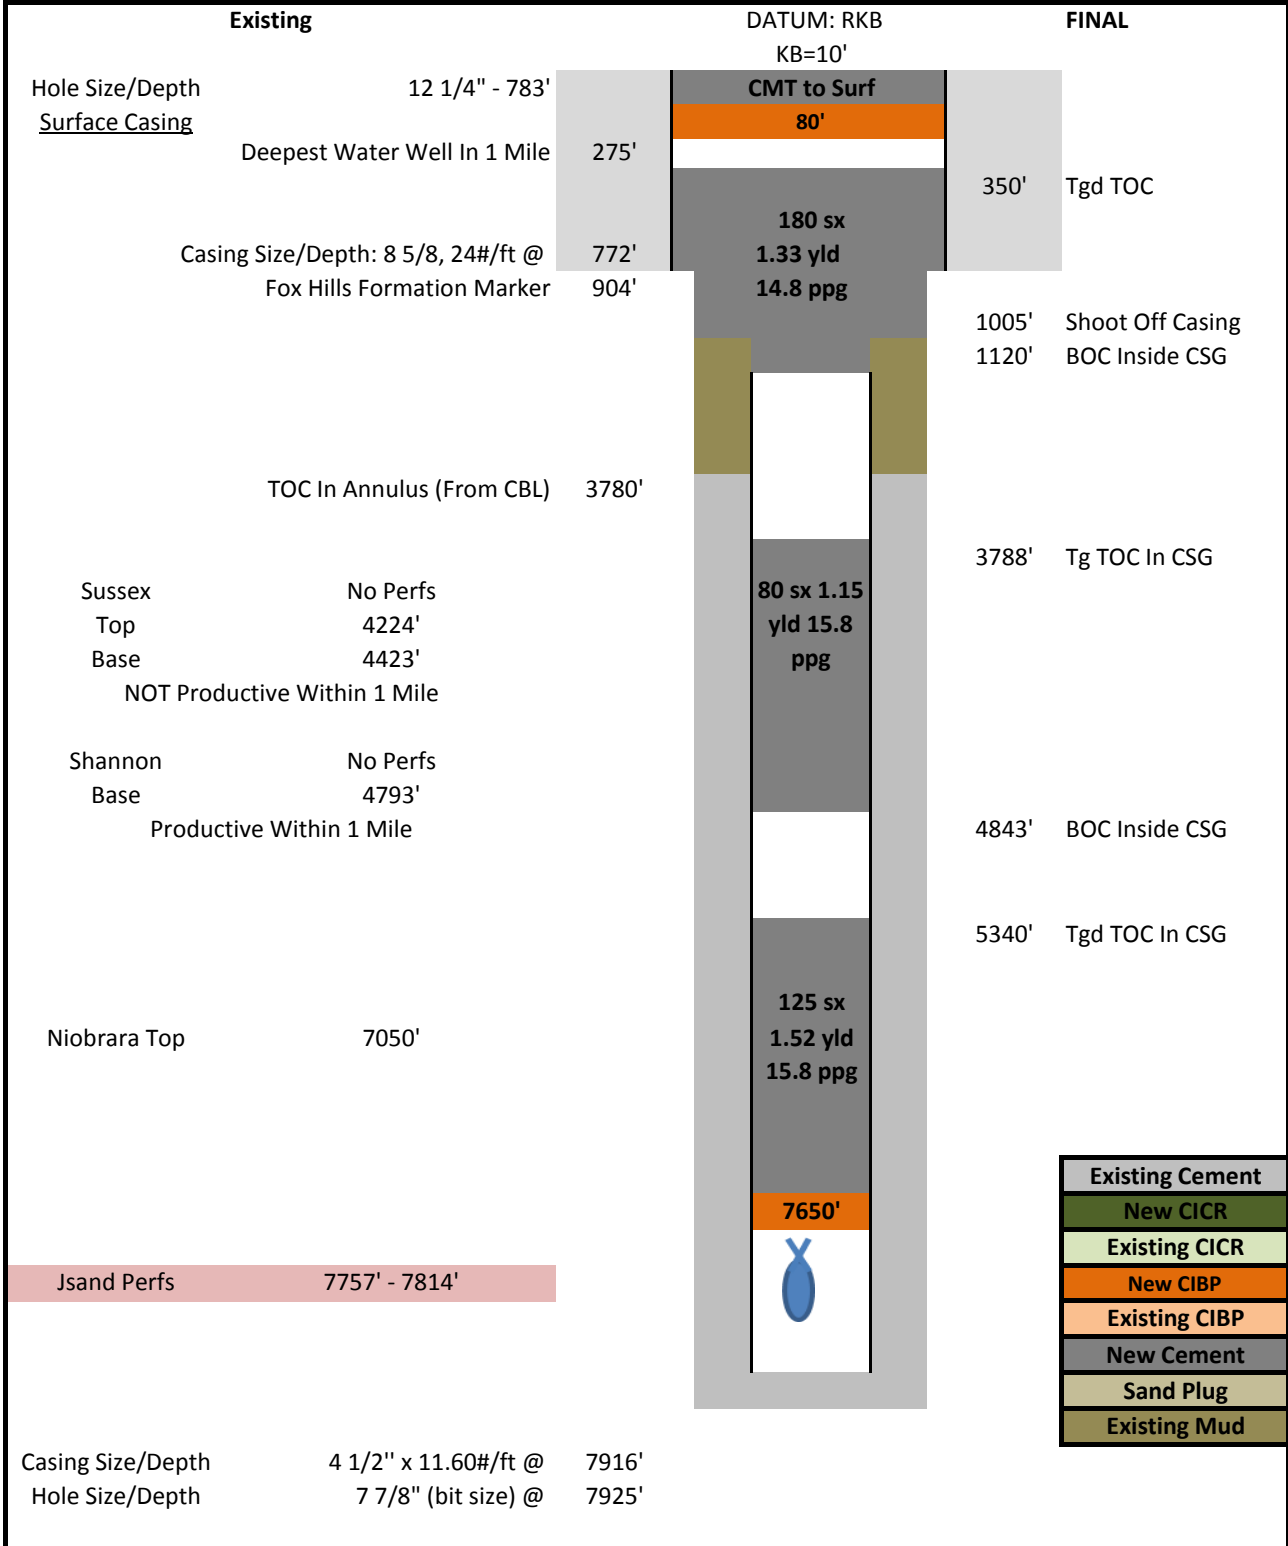 Existing DATUM: RKB FINAL
KB=10'
Hole Size/Depth 12 1/4" - 783' CMT to Surf
Surface Casing 80'
Deepest Water Well In 1 Mile 275'
350' Tgd TOC
180 sx
Casing Size/Depth: 8 5/8, 24#/ft @ 772' 1.33 yld
Fox Hills Formation Marker 904' 14.8 ppg
1005' Shoot Off Casing
1120' BOC Inside CSG
TOC In Annulus (From CBL) 3780'
3788' Tg TOC In CSG
Sussex No Perfs 80 sx 1.15
Top 4224' yld 15.8
Base 4423' ppg
NOT Productive Within 1 Mile
Shannon No Perfs
Base 4793'
Productive Within 1 Mile 4843' BOC Inside CSG
5340' Tgd TOC In CSG
125 sx
Niobrara Top 7050' 1.52 yld
15.8 ppg
Existing Cement
7650' New CICR
Existing CICR
Jsand Perfs 7757' - 7814' New CIBP
Existing CIBP
New Cement
Sand Plug
Existing Mud
Casing Size/Depth 4 1/2'' x 11.60#/ft @ 7916'
Hole Size/Depth 7 7/8" (bit size) @ 7925'